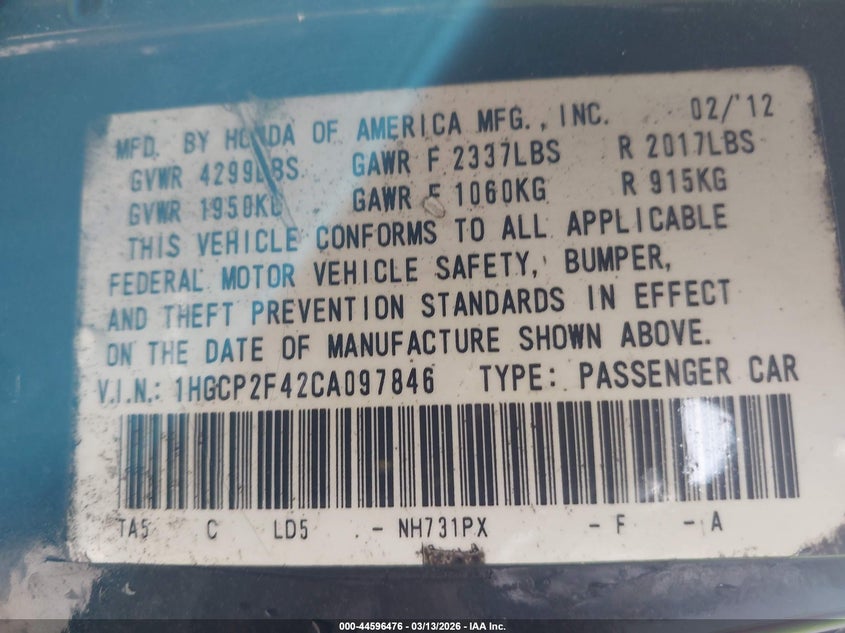 MFD. BY HONDA OF AMERICA MFG., INC. 02/'12
GVWR 4299LBS GAWR F 2337LBS R 2017LBS
GVWR 1950KG GAWR F 1060KG R 915KG
THIS VEHICLE CONFORMS TO ALL APPLICABLE
FEDERAL MOTOR VEHICLE SAFETY, BUMPER,
AND THEFT PREVENTION STANDARDS IN EFFECT
ON THE DATE OF MANUFACTURE SHOWN ABOVE.
V.I.N.: 1HGCP2F42CA097846 TYPE: PASSENGER CAR
TA5 C LD5 - NH731PX - F - A
000-44596476 - 03/13/2026 - IAA Inc.